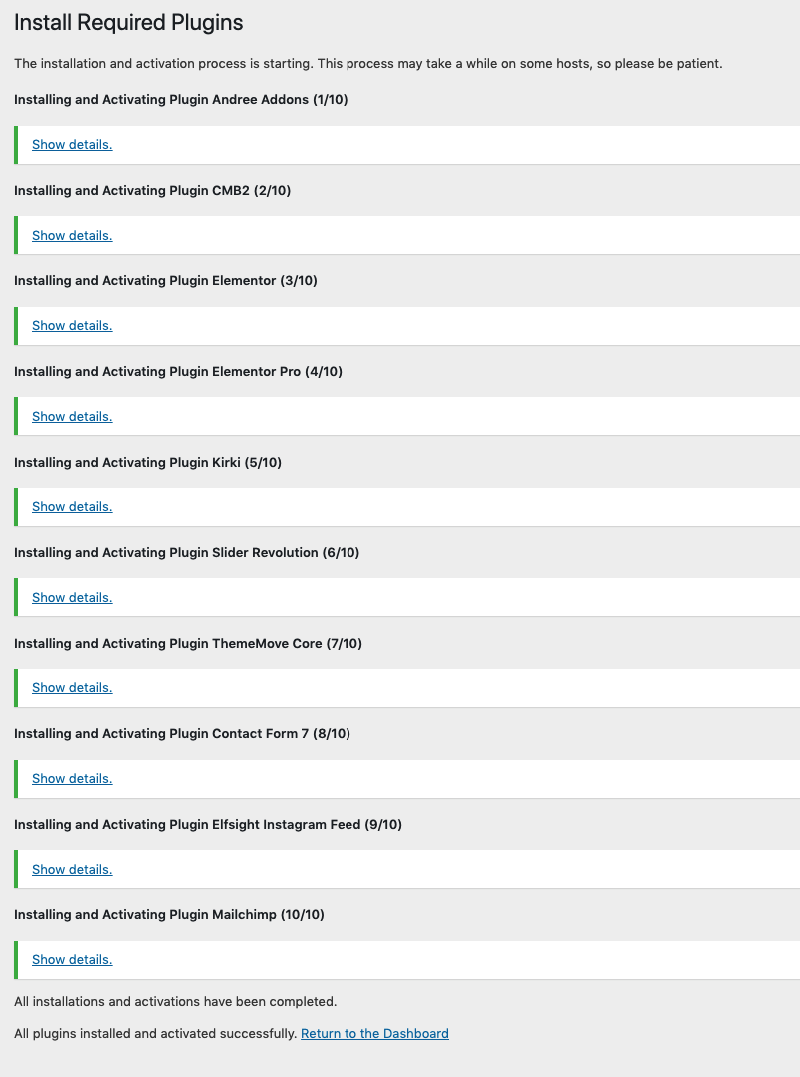 Install Required Plugins
The installation and activation process is starting. This process may take a while on some hosts, so please be patient.
Installing and Activating Plugin Andree Addons (1/10)
Show details.
Installing and Activating Plugin CMB2 (2/10)
Show details.
Installing and Activating Plugin Elementor (3/10)
Show details.
Installing and Activating Plugin Elementor Pro (4/10)
Show details.
Installing and Activating Plugin Kirki (5/10)
Show details.
Installing and Activating Plugin Slider Revolution (6/10)
Show details.
Installing and Activating Plugin ThemeMove Core (7/10)
Show details.
Installing and Activating Plugin Contact Form 7 (8/10)
Show details.
Installing and Activating Plugin Elfsight Instagram Feed (9/10)
Show details.
Installing and Activating Plugin Mailchimp (10/10)
Show details.
All installations and activations have been completed.
All plugins installed and activated successfully. Return to the Dashboard